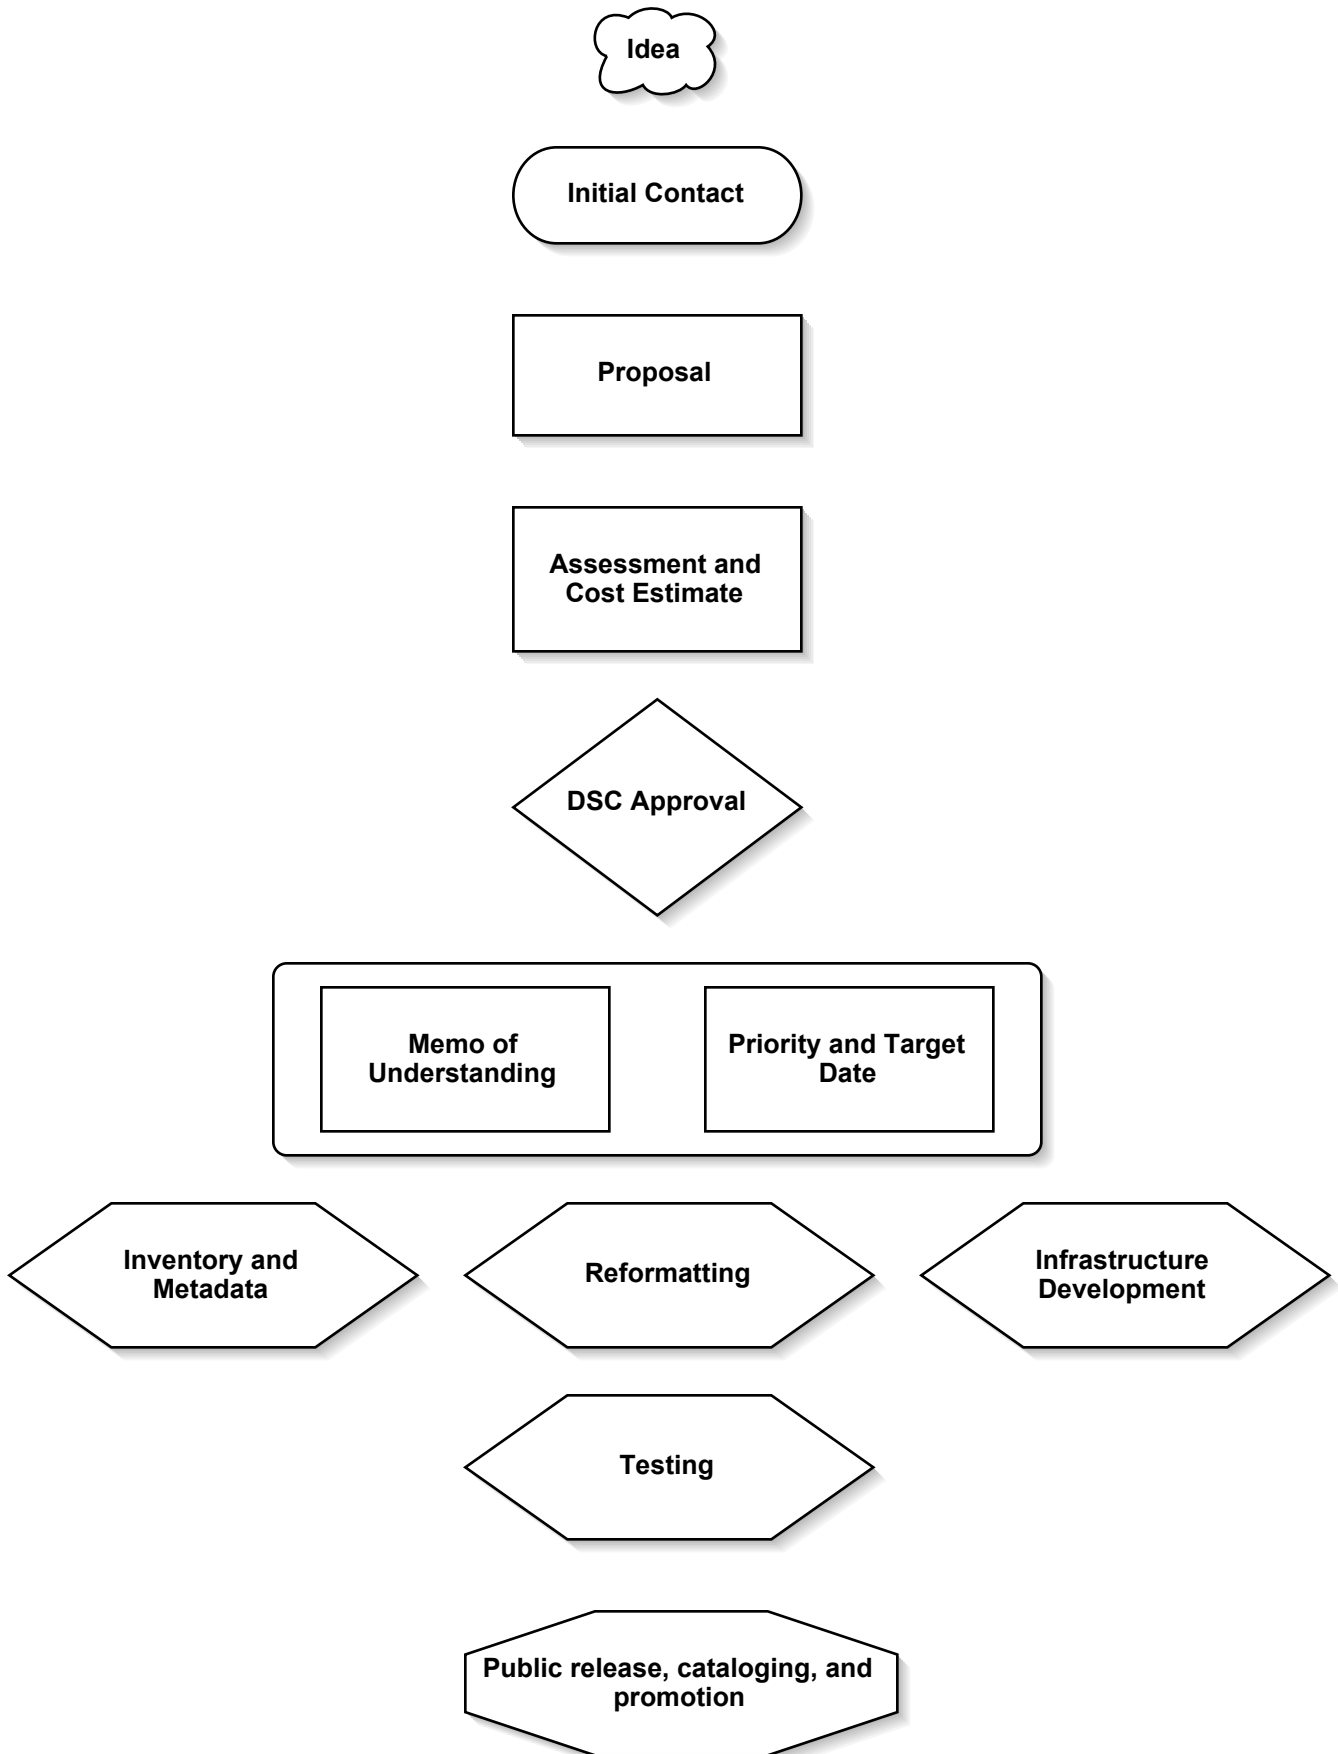 Idea
Initial Contact
Proposal
Assessment and
Cost Estimate
DSC Approval
Memo of
Understanding
Priority and Target
Date
Inventory and
Metadata
Reformatting
Infrastructure
Development
Testing
Public release, cataloging, and
promotion